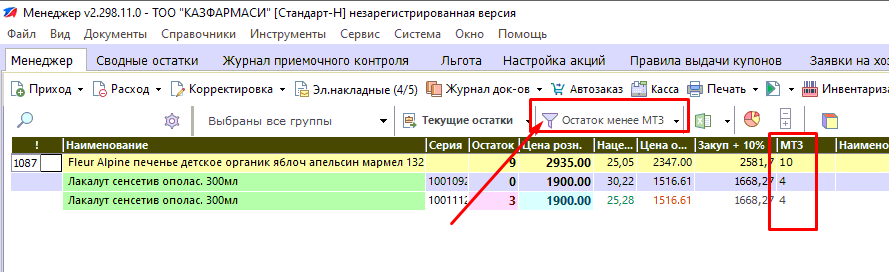 Менеджер v2.298.11.0 - ТОО "КАЗФАРМАСИ" [Стандарт-Н] незарегистрированная версия
Файл Вид Документы Справочники Инструменты Сервис Система Окно Помощь
Менеджер Сводные остатки Журнал приемочного контроля Льгота Настройка акций Правила выдачи купонов Заявки на хоз
Приход Расход Корректировка Эл.накладные (4/5) Журнал док-ов Автозаказ Касса Печать Инвентариза
Выбраны все группы Текущие остатки Остаток менее МТЗ
! Наименование Серия Остаток Цена розн. Наце... Цена о... Закуп + 10% МТЗ Наимено
1087 Fleur Alpine печенье детское органик яблоч апельсин мармел 132 9 2935.00 25,05 2347.00 2581,7 10
Лакалут сенсетив ополас. 300мл 1001092 0 1900.00 30,22 1516.61 1668,27 4
Лакалут сенсетив ополас. 300мл 1001112 3 1900.00 25,28 1516.61 1668,27 4